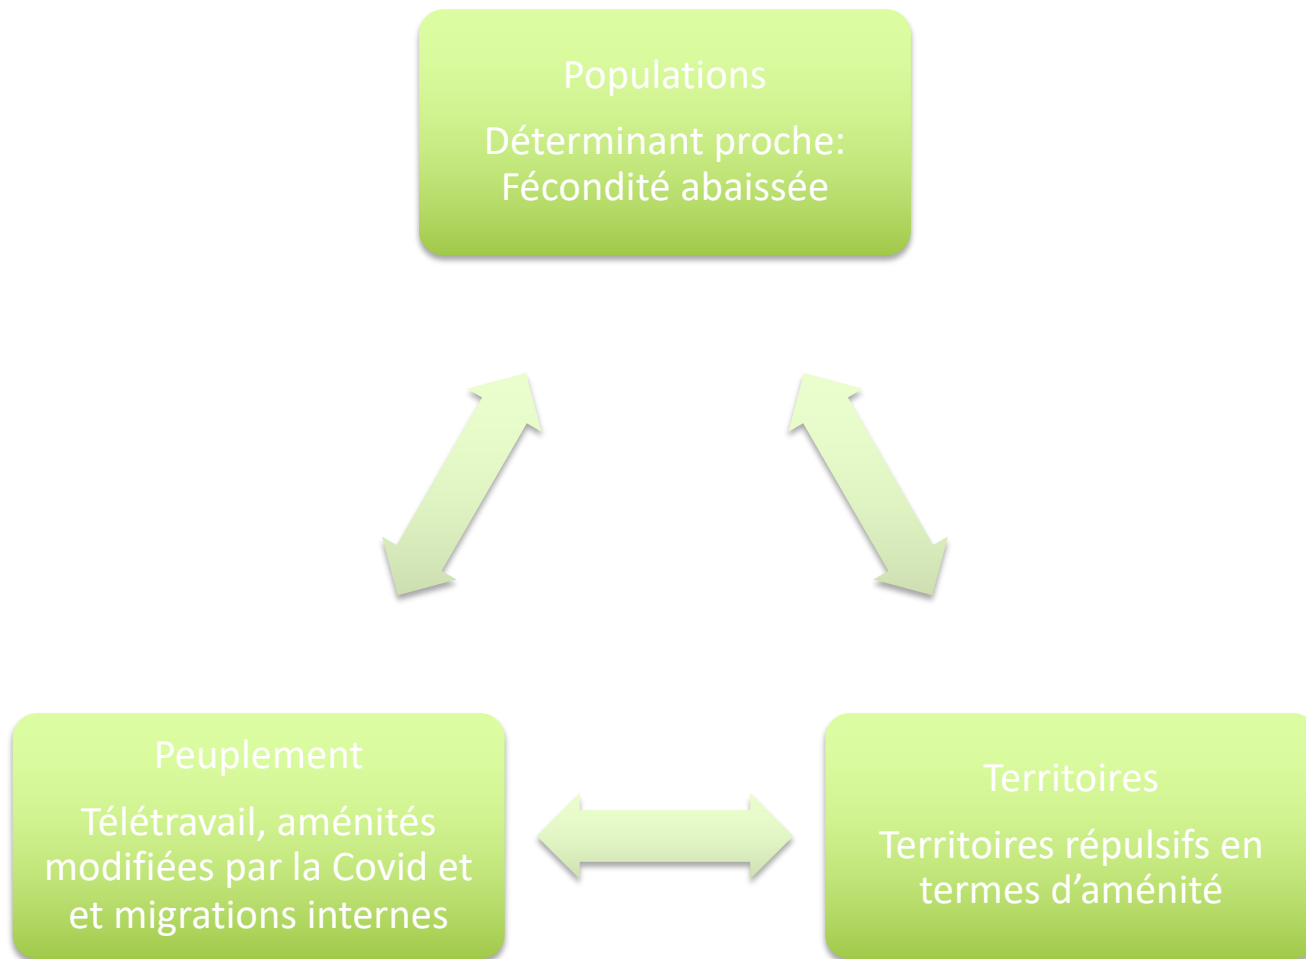 Populations
Déterminant proche:
Fécondité abaissée
Peuplement
Télétravail, aménités
modifiées par la Covid et
et migrations internes
Territoires
Territoires répulsifs en
termes d’aménité